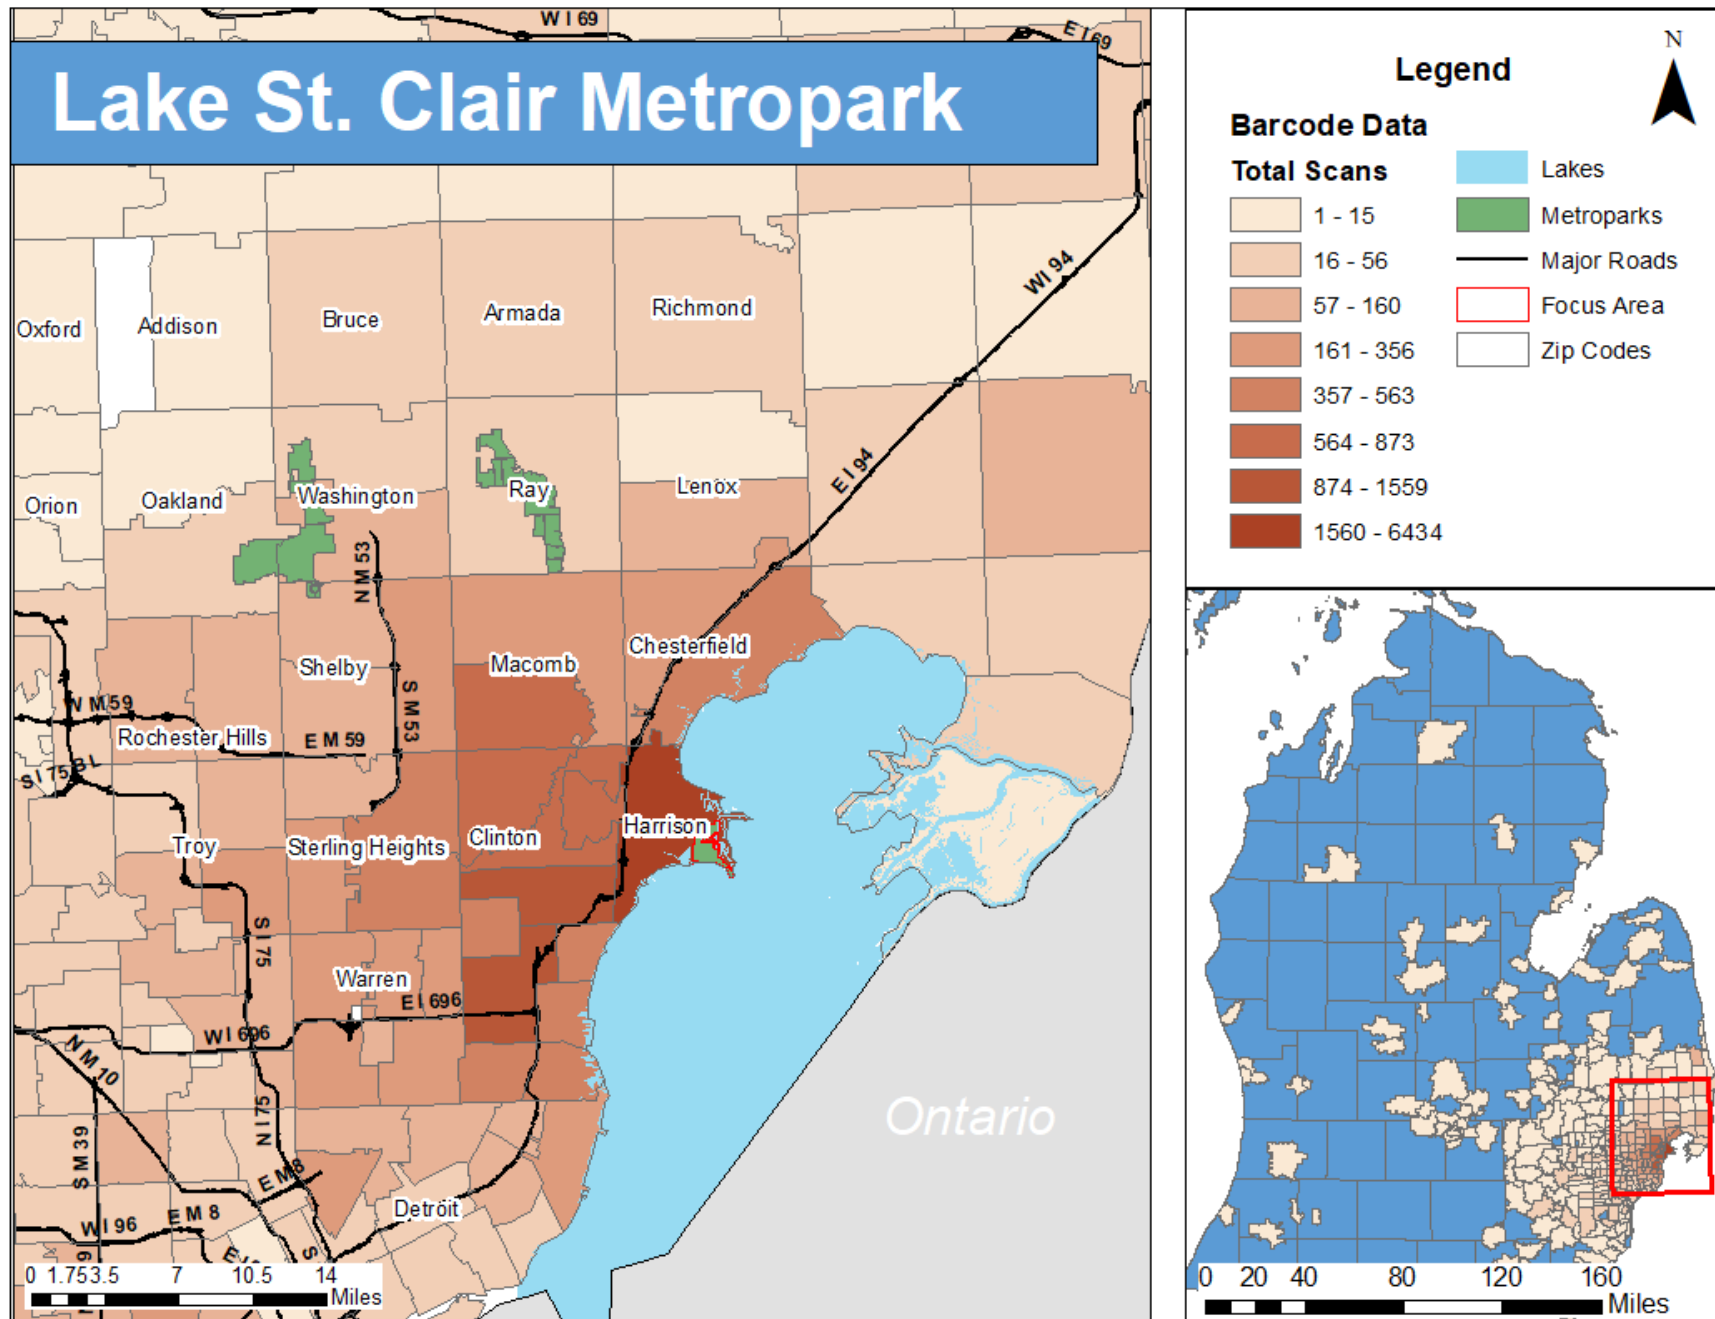 W I 69
E I 69
Lake St. Clair Metropark
W I 94
Oxford
Addison
Bruce
Armada
Richmond
E I 94
Orion
Oakland
Washington
Ray
Lenox
N M 53
Shelby
Macomb
Chesterfield
S M 53
W M 59
Rochester Hills
E M 59
S I 75 BL
Troy
Sterling Heights
Clinton
Harrison
S I 75
Warren
E I 696
W I 696
N M 10
N I 75
S M 39
E M 8
Detroit
Ontario
W I 96
E M 8
S
0 1.75 3.5 7 10.5 14
Miles
N
Legend
Barcode Data
Total Scans
1 - 15
16 - 56
57 - 160
161 - 356
357 - 563
564 - 873
874 - 1559
1560 - 6434
Lakes
Metroparks
Major Roads
Focus Area
Zip Codes
0 20 40 80 120 160
Miles